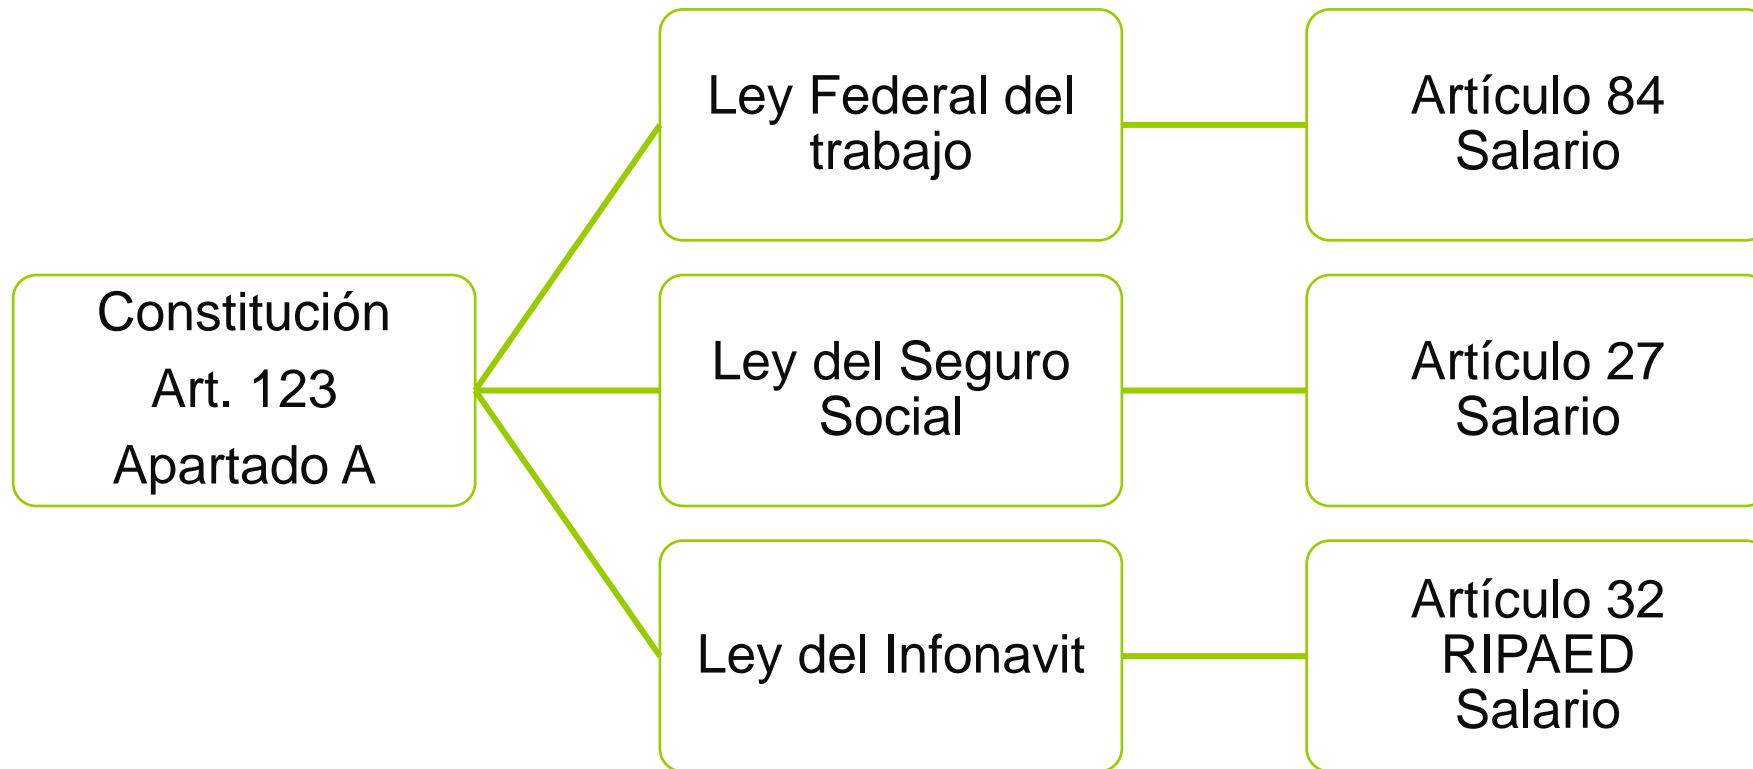 Constitución
Art. 123
Apartado A
Ley Federal del
trabajo
Artículo 84
Salario
Ley del Seguro
Social
Artículo 27
Salario
Ley del Infonavit
Artículo 32
RIPAED
Salario